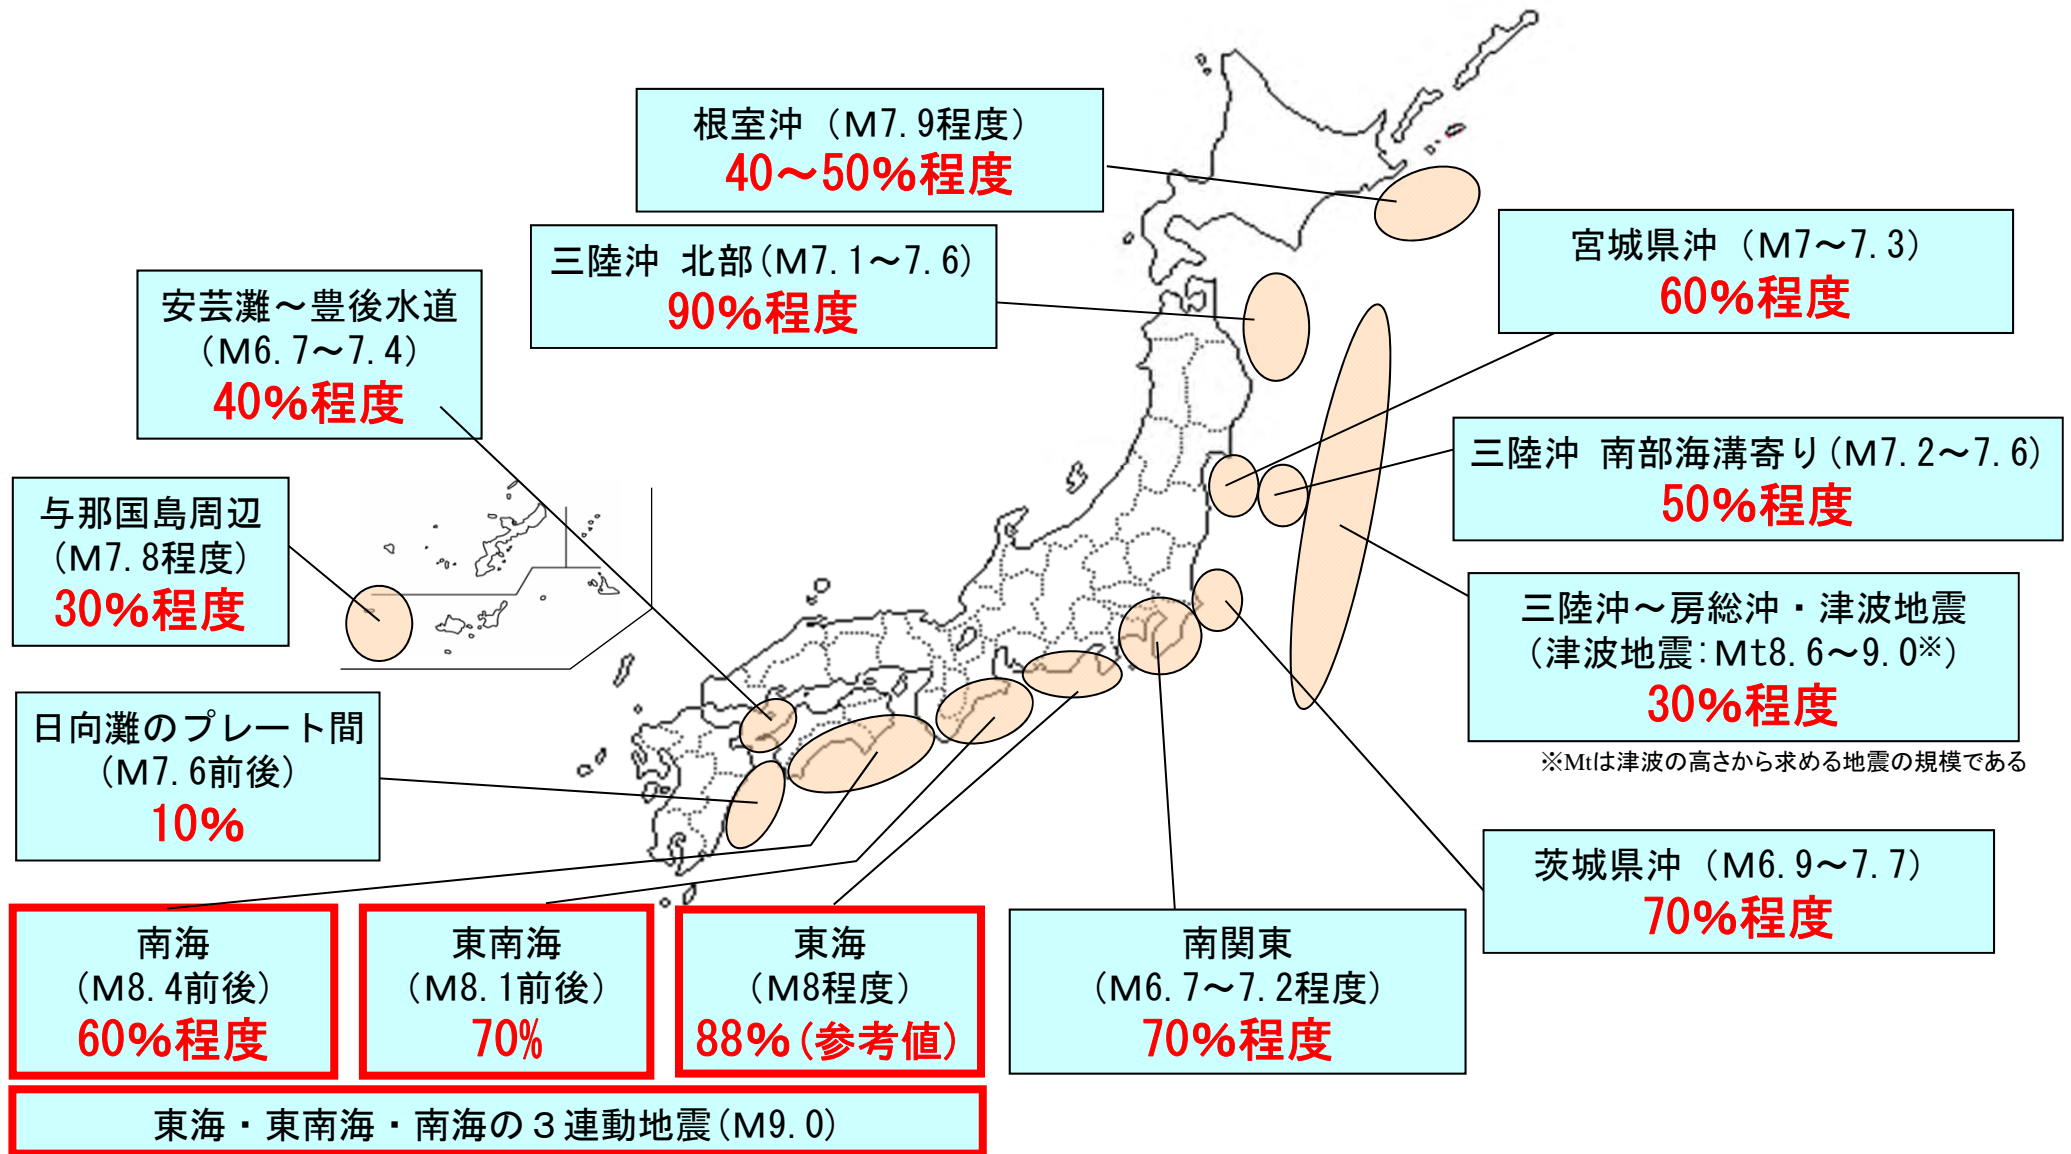 根室沖（M7.9程度）
40～50%程度
三陸沖 北部(M7.1～7.6)
90%程度
宮城県沖（M7～7.3）
60%程度
安芸灘～豊後水道
（M6.7～7.4）
40%程度
三陸沖 南部海溝寄り(M7.2～7.6)
50%程度
与那国島周辺
（M7.8程度）
30%程度
三陸沖～房総沖・津波地震
（津波地震:Mt8.6～9.0※）
30%程度
※Mtは津波の高さから求める地震の規模である
日向灘のプレート間
（M7.6前後）
10%
茨城県沖（M6.9～7.7）
70%程度
南海
（M8.4前後）
60%程度
東南海
（M8.1前後）
70%
東海
（M8程度）
88%(参考値)
南関東
（M6.7～7.2程度）
70%程度
東海・東南海・南海の３連動地震(M9.0)